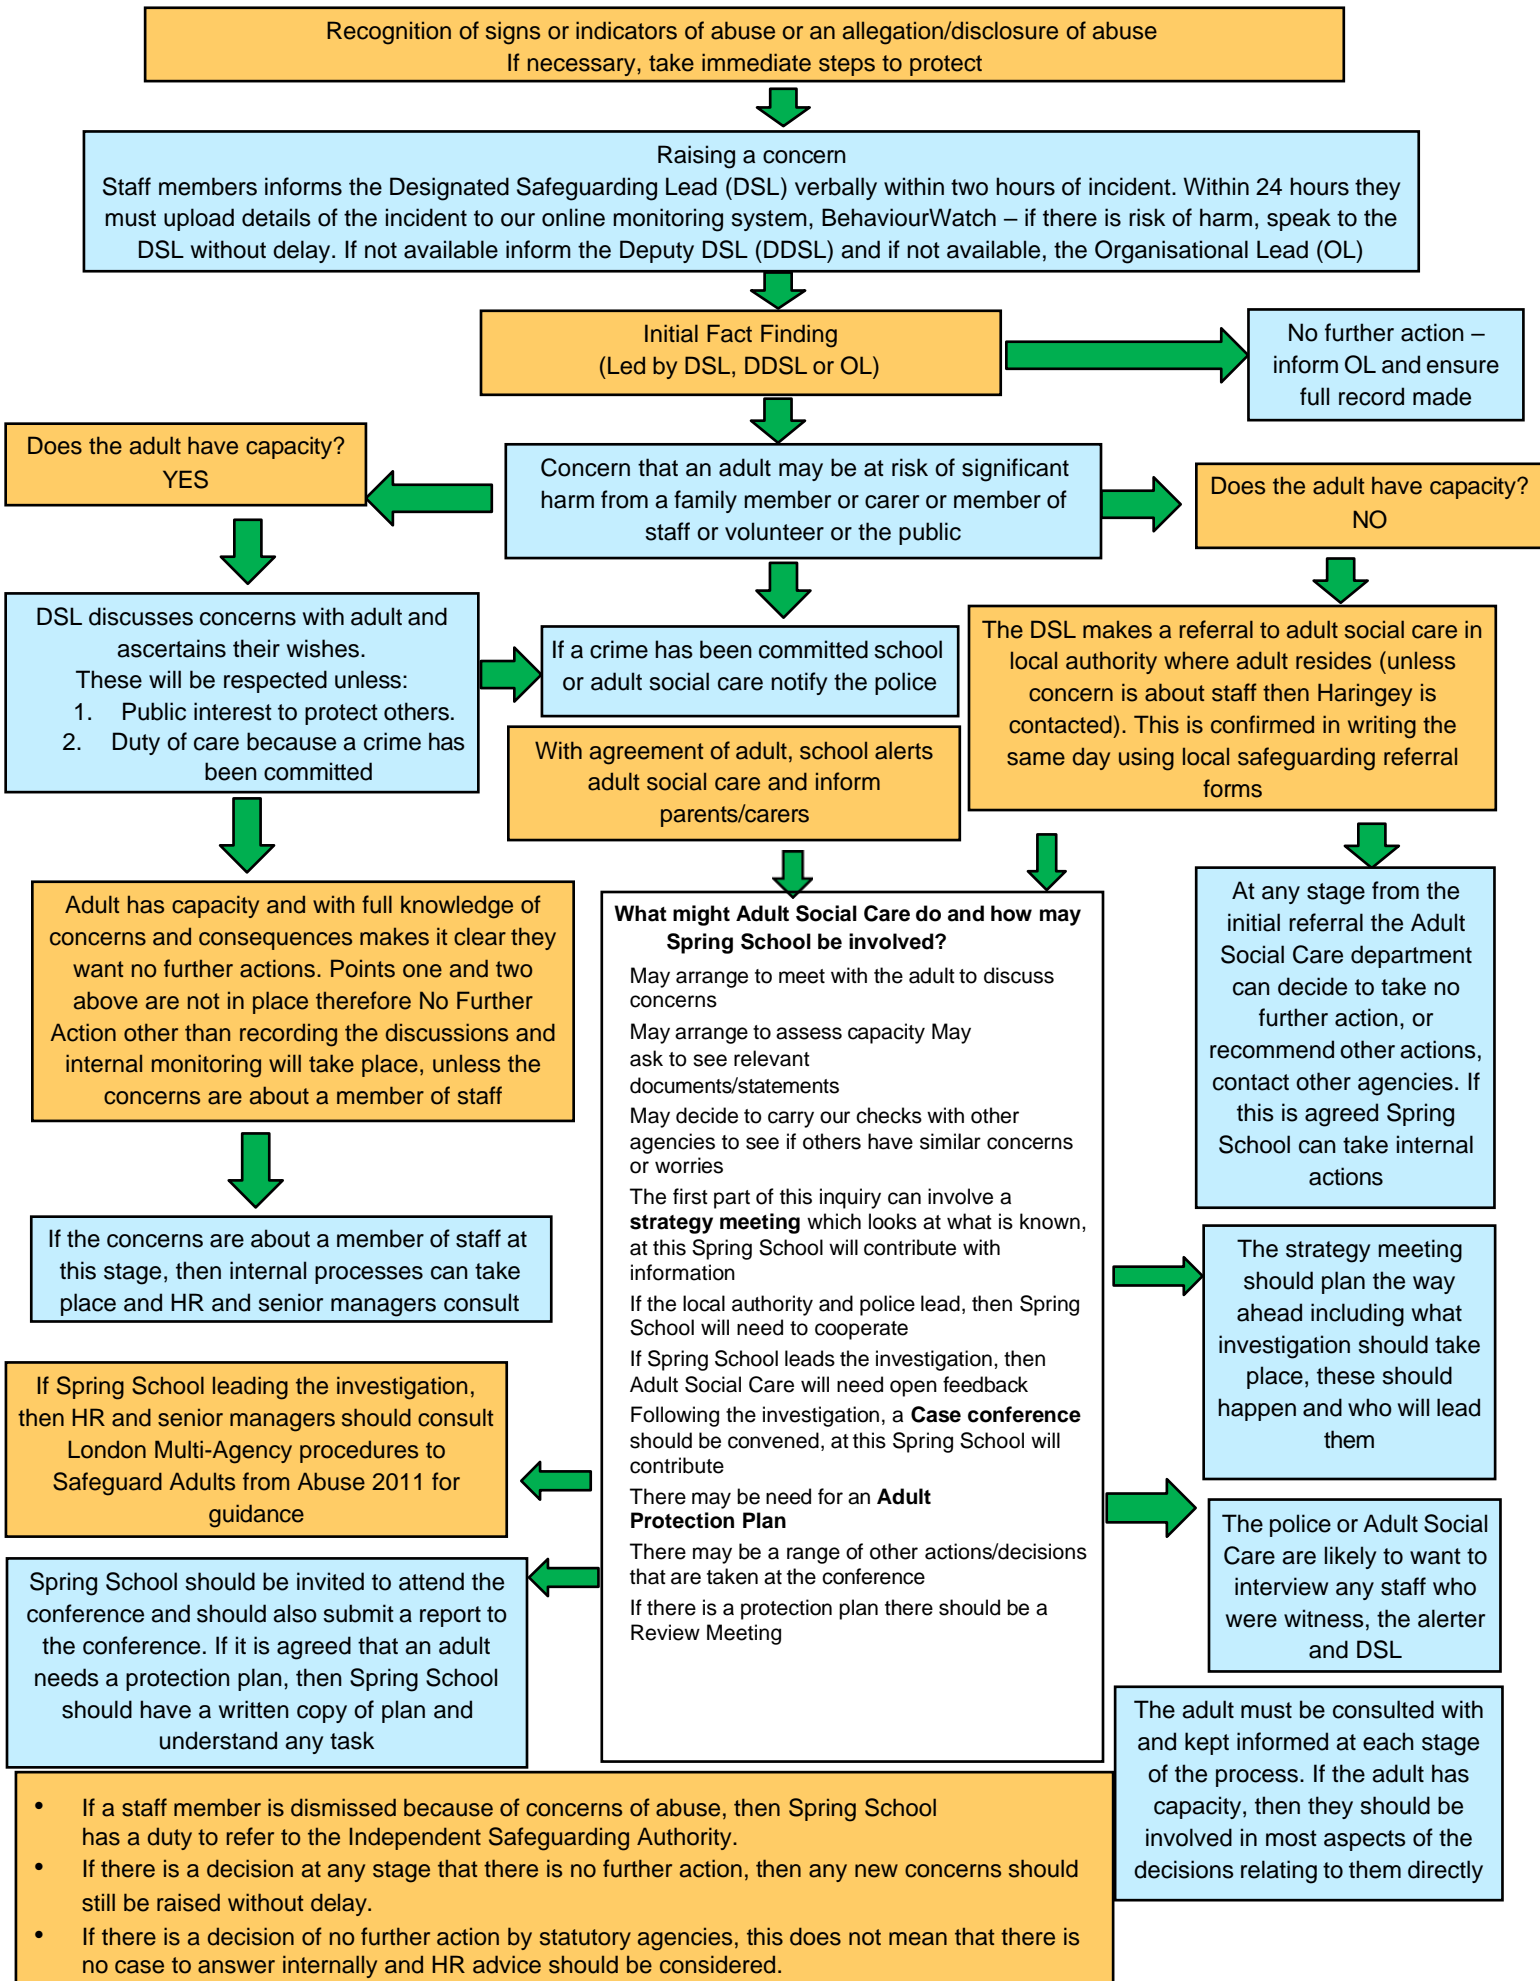 Recognition of signs or indicators of abuse or an allegation/disclosure of abuse
If necessary, take immediate steps to protect
Raising a concern
Staff members informs the Designated Safeguarding Lead (DSL) verbally within two hours of incident. Within 24 hours they
must upload details of the incident to our online monitoring system, BehaviourWatch – if there is risk of harm, speak to the
DSL without delay. If not available inform the Deputy DSL (DDSL) and if not available, the Organisational Lead (OL)
Initial Fact Finding
(Led by DSL, DDSL or OL)
No further action –
inform OL and ensure
full record made
Does the adult have capacity?
YES
Concern that an adult may be at risk of significant
harm from a family member or carer or member of
staff or volunteer or the public
Does the adult have capacity?
NO
DSL discusses concerns with adult and
ascertains their wishes.
These will be respected unless:
1. Public interest to protect others.
2. Duty of care because a crime has
been committed
If a crime has been committed school
or adult social care notify the police
With agreement of adult, school alerts
adult social care and inform
parents/carers
The DSL makes a referral to adult social care in
local authority where adult resides (unless
concern is about staff then Haringey is
contacted). This is confirmed in writing the
same day using local safeguarding referral
forms
Adult has capacity and with full knowledge of
concerns and consequences makes it clear they
want no further actions. Points one and two
above are not in place therefore No Further
Action other than recording the discussions and
internal monitoring will take place, unless the
concerns are about a member of staff
What might Adult Social Care do and how may
Spring School be involved?
May arrange to meet with the adult to discuss
concerns
May arrange to assess capacity May
ask to see relevant
documents/statements
May decide to carry our checks with other
agencies to see if others have similar concerns
or worries
The first part of this inquiry can involve a
strategy meeting which looks at what is known,
at this Spring School will contribute with
information
If the local authority and police lead, then Spring
School will need to cooperate
If Spring School leads the investigation, then
Adult Social Care will need open feedback
Following the investigation, a Case conference
should be convened, at this Spring School will
contribute
There may be need for an Adult
Protection Plan
There may be a range of other actions/decisions
that are taken at the conference
If there is a protection plan there should be a
Review Meeting
At any stage from the
initial referral the Adult
Social Care department
can decide to take no
further action, or
recommend other actions,
contact other agencies. If
this is agreed Spring
School can take internal
actions
If the concerns are about a member of staff at
this stage, then internal processes can take
place and HR and senior managers consult
The strategy meeting
should plan the way
ahead including what
investigation should take
place, these should
happen and who will lead
them
If Spring School leading the investigation,
then HR and senior managers should consult
London Multi-Agency procedures to
Safeguard Adults from Abuse 2011 for
guidance
The police or Adult Social
Care are likely to want to
interview any staff who
were witness, the alerter
and DSL
Spring School should be invited to attend the
conference and should also submit a report to
the conference. If it is agreed that an adult
needs a protection plan, then Spring School
should have a written copy of plan and
understand any task
The adult must be consulted with
and kept informed at each stage
of the process. If the adult has
capacity, then they should be
involved in most aspects of the
decisions relating to them directly
• If a staff member is dismissed because of concerns of abuse, then Spring School
has a duty to refer to the Independent Safeguarding Authority.
• If there is a decision at any stage that there is no further action, then any new concerns should
still be raised without delay.
• If there is a decision of no further action by statutory agencies, this does not mean that there is
no case to answer internally and HR advice should be considered.